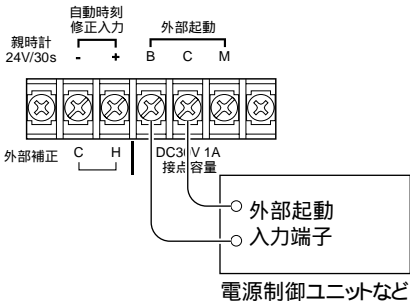 自動時刻
修正入力
外部起動
親時計
24V/30s
- + B C M
外部補正 C H DC30V 1A
接点容量
外部起動
入力端子
電源制御ユニットなど